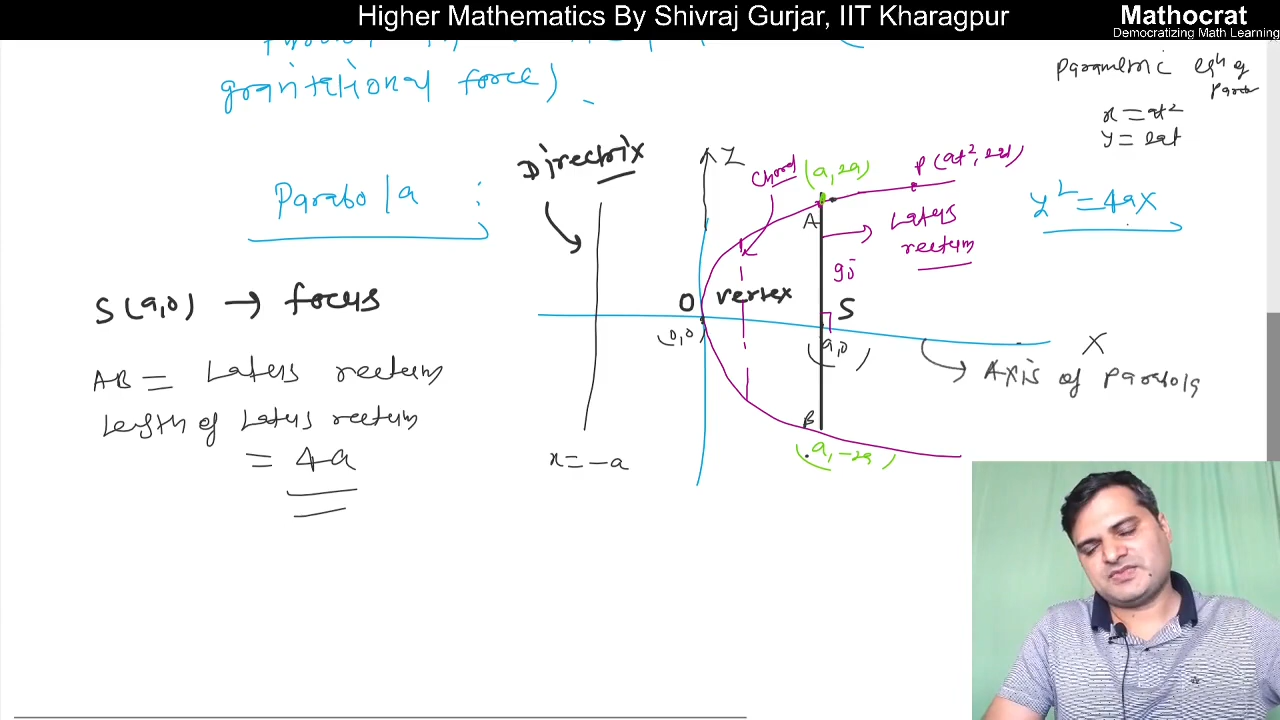 Higher Mathematics By Shivraj Gurjar, IIT Kharagpur
Mathocrat
Democratizing Math Learning
gravitational force)
Parametric eqn of
x = at²
y = 2at
Directrix
Parabola :
Chord
(a, 2a)
P(at², 2at)
y² = 4ax
A
Latus
rectum
90°
S(a,0) → focus
O
vertex
S
(0,0)
(a,0)
X
Axis of Parabola
AB = Latus rectum
Length of Latus rectum
= 4a
x = -a
B
(a, -2a)